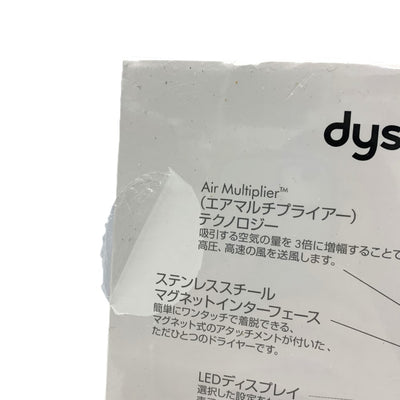 dys
Air Multiplier™
(エアマルチプライアー)
テクノロジー
吸引する空気の量を 3倍に増幅することで
高圧、高速の風を送風します。
ステンレススチール
マグネットインターフェース
簡単にワンタッチで着脱できる、
マグネット式のアタッチメントが付いた、
ただひとつのドライヤーです。
LEDディスプレイ
選択した設定を